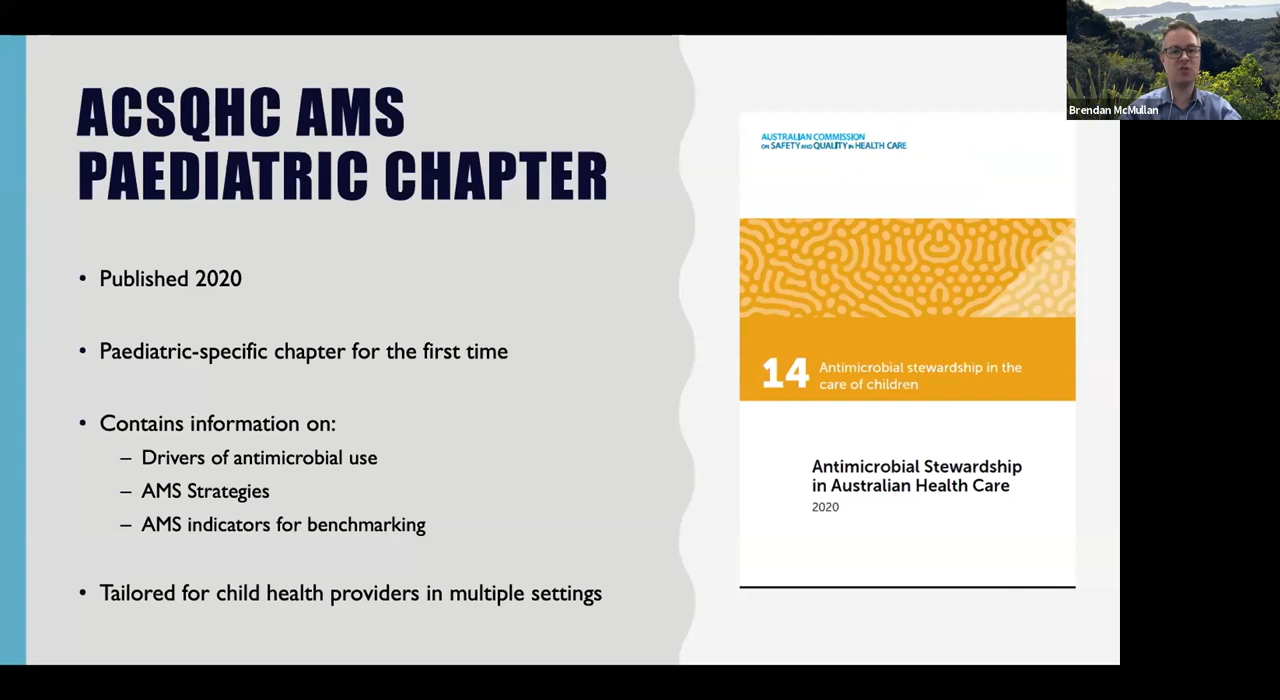 ACSQHC AMS
PAEDIATRIC CHAPTER
• Published 2020
• Paediatric-specific chapter for the first time
• Contains information on:
– Drivers of antimicrobial use
– AMS Strategies
– AMS indicators for benchmarking
• Tailored for child health providers in multiple settings
AUSTRALIAN COMMISSION
ON SAFETY AND QUALITY IN HEALTH CARE
14 Antimicrobial stewardship in the
care of children
Antimicrobial Stewardship
in Australian Health Care
2020
Brendan McMullan